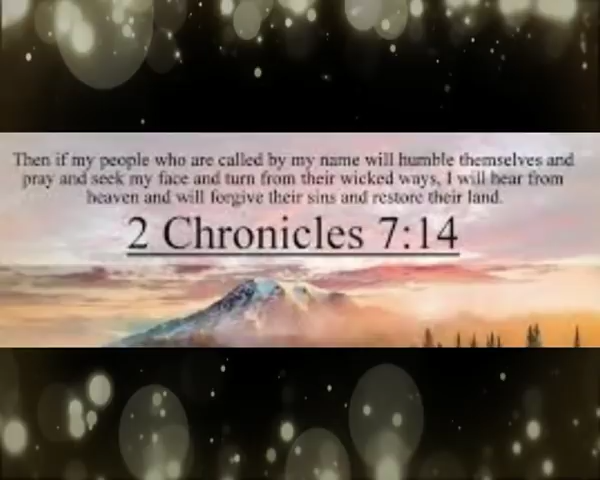 Then if my people who are called by my name will humble themselves and
pray and seek my face and turn from their wicked ways, I will hear from
heaven and will forgive their sins and restore their land.
2 Chronicles 7:14